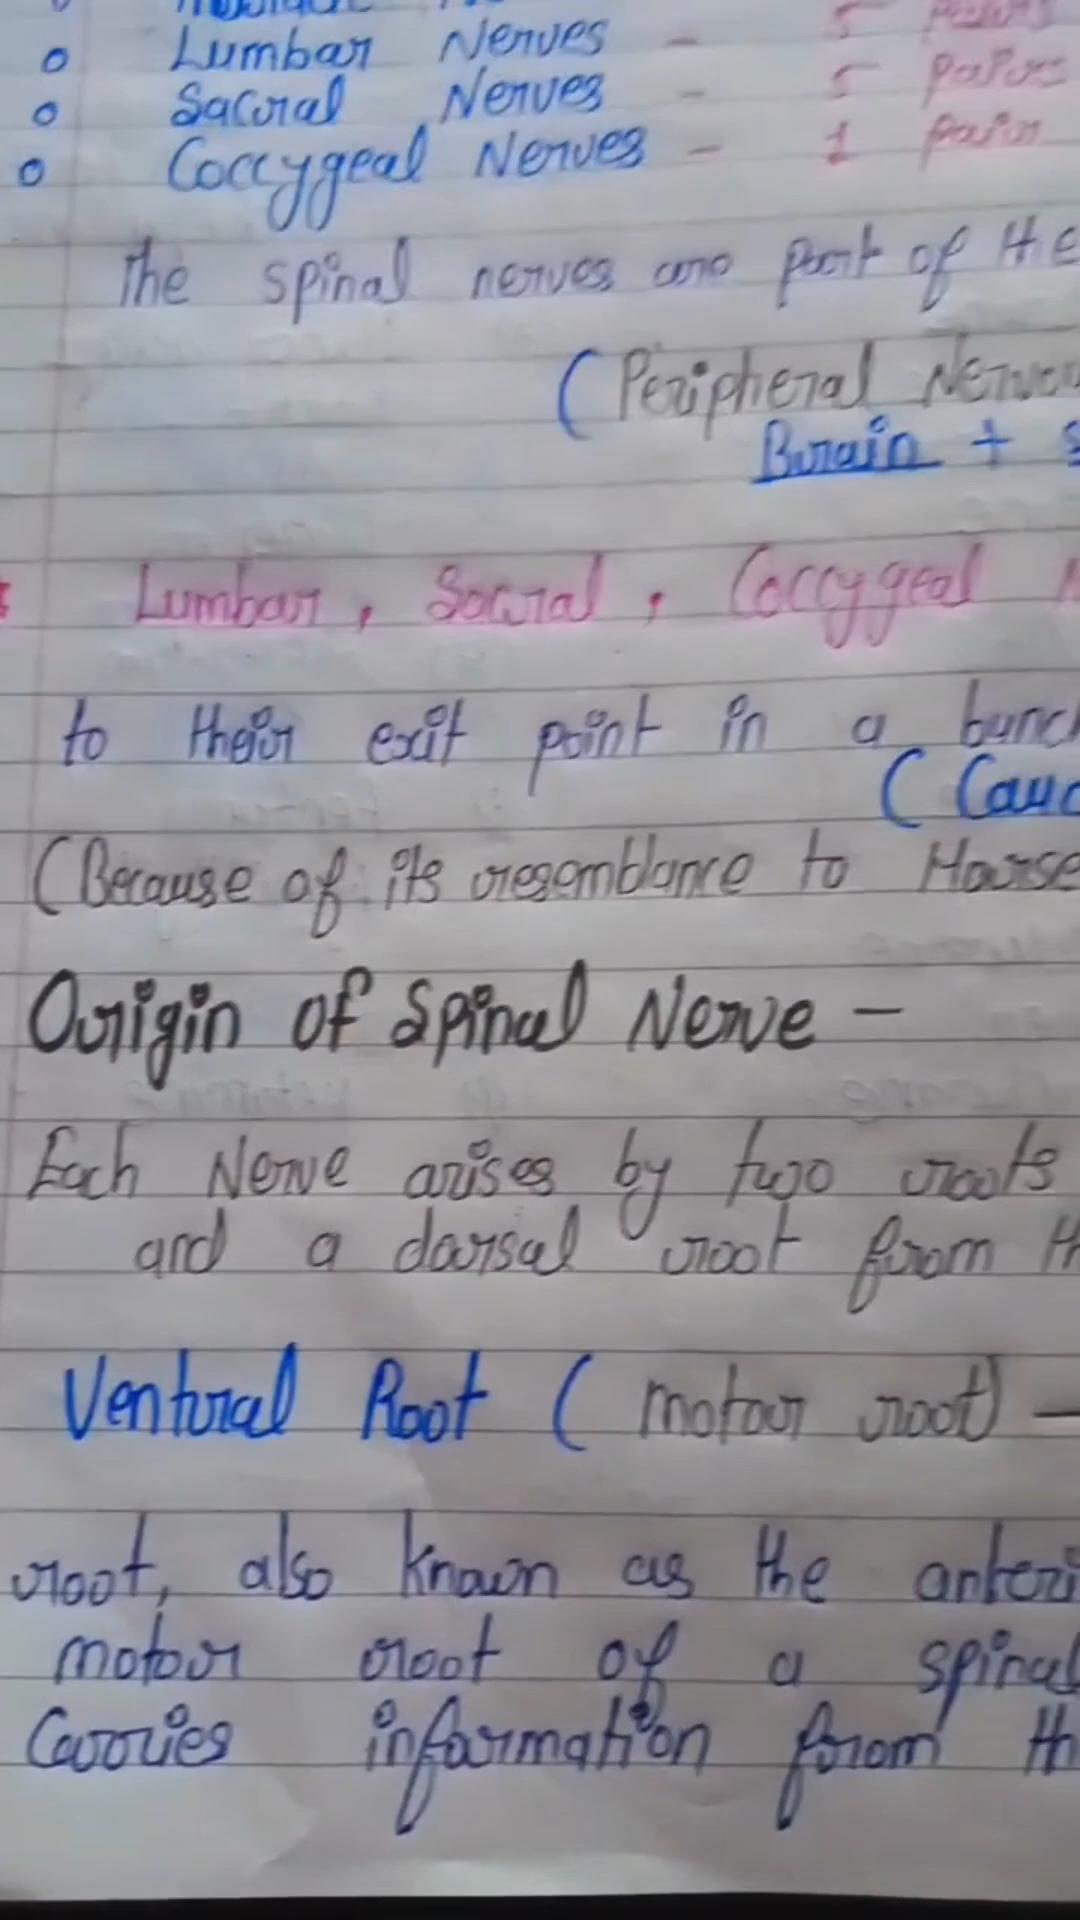 Lumbar Nerves - 5 pairs
Sacral Nerves - 5 pairs
Coccygeal Nerves - 1 pair
The spinal nerves are part of the
(Peripheral
Brain +
Lumbar, Sacral, Coccygeal
to their exit point in a
(
(Because of its resemblance to Horse
Origin of Spinal Nerve -
Each Nerve arises by two roots
and a dorsal root from
Ventral Root (motor root) -
root, also known as the
motor root of a spinal
Carries information from